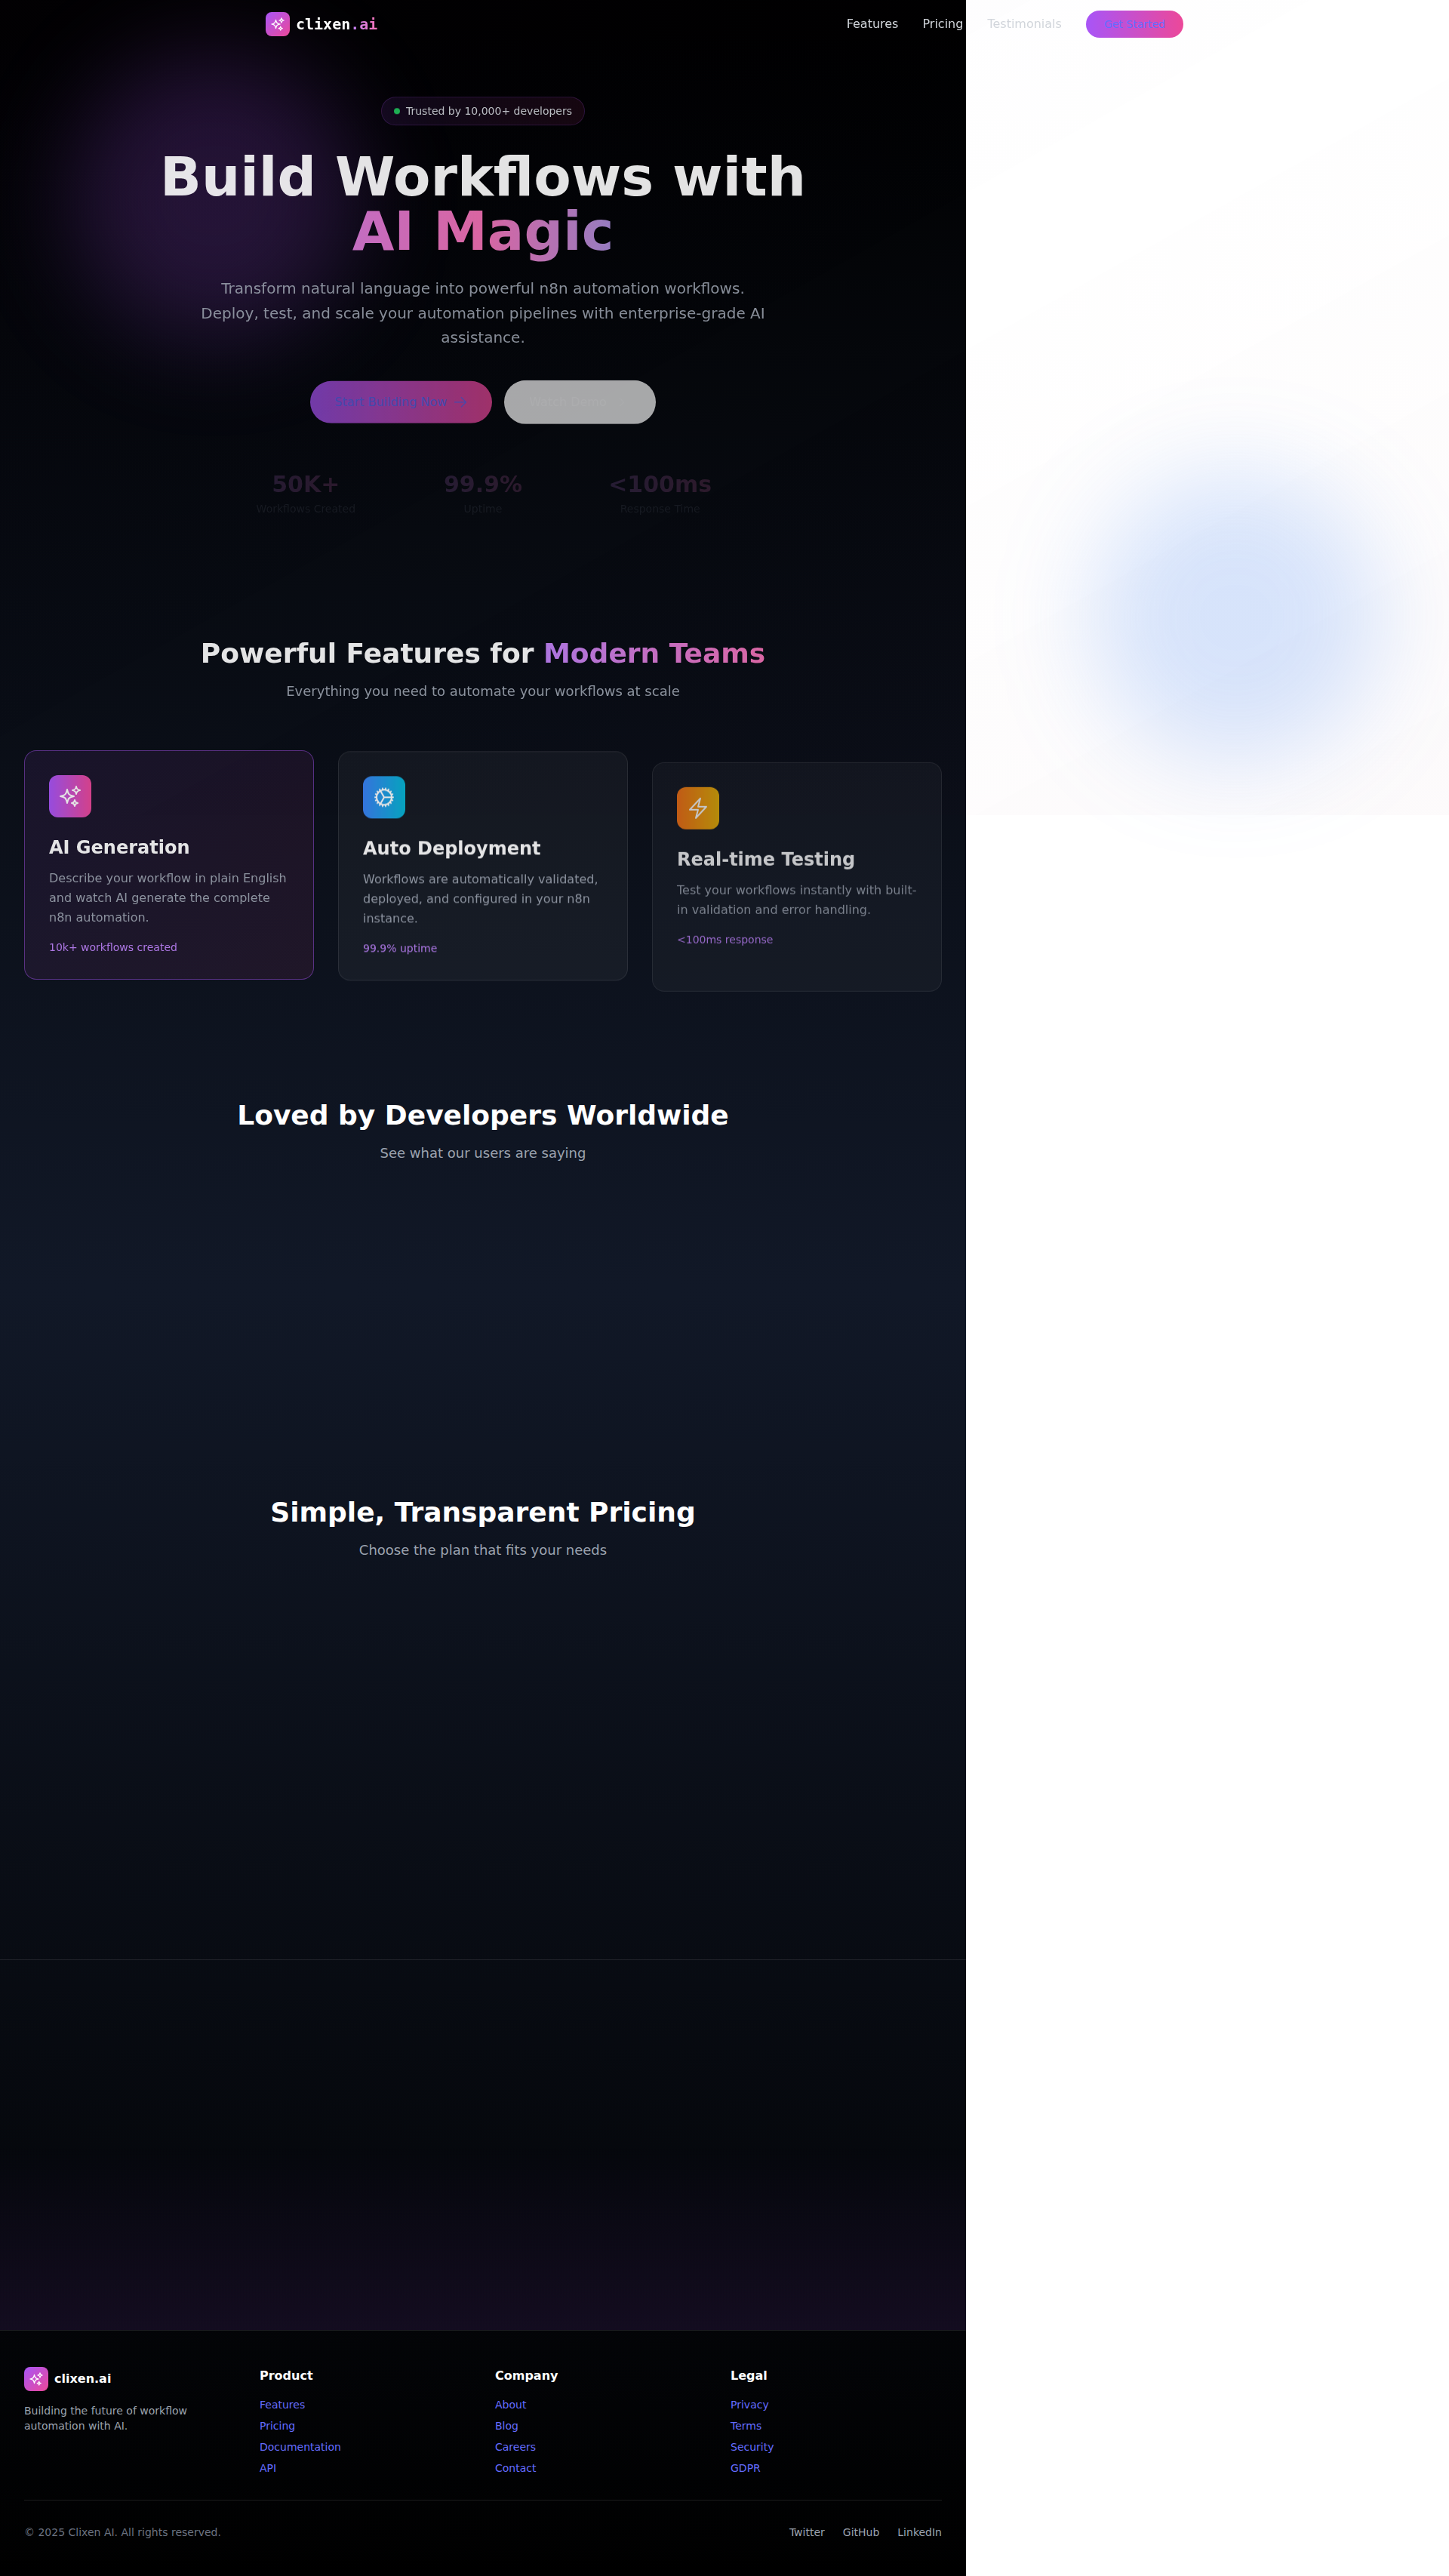 clixen.ai
Features
Pricing
Testimonials
Get Started
Trusted by 10,000+ developers
Build Workflows with
AI Magic
Transform natural language into powerful n8n automation workflows.
Deploy, test, and scale your automation pipelines with enterprise-grade AI
assistance.
Start Building Now →
50K+
Workflows Created
99.9%
Uptime
<100ms
Response Time
Powerful Features for Modern Teams
Everything you need to automate your workflows at scale
AI Generation
Describe your workflow in plain English
and watch AI generate the complete
n8n automation.
10k+ workflows created
Auto Deployment
Workflows are automatically validated,
deployed, and configured in your n8n
instance.
99.9% uptime
Real-time Testing
Test your workflows instantly with built-
in validation and error handling.
<100ms response
Loved by Developers Worldwide
See what our users are saying
Simple, Transparent Pricing
Choose the plan that fits your needs
clixen.ai
Building the future of workflow
automation with AI.
Product
Features
Pricing
Documentation
API
Company
About
Blog
Careers
Contact
Legal
Privacy
Terms
Security
GDPR
© 2025 Clixen AI. All rights reserved.
Twitter
GitHub
LinkedIn